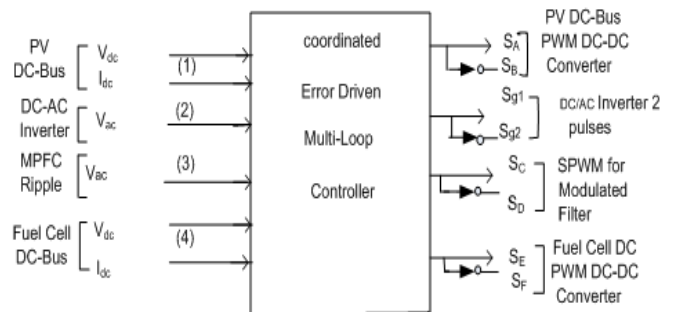 PV
DC-Bus
Vdc
Idc
(1)
DC-AC
Inverter
Vac
(2)
MPFC
Ripple
Vac
(3)
Fuel Cell
DC-Bus
Vdc
Idc
(4)
coordinated
Error Driven
Multi-Loop
Controller
SA
SB
PV DC-Bus
PWM DC-DC
Converter
Sg1
Sg2
DC/AC Inverter 2
pulses
SC
SD
SPWM for
Modulated
Filter
SE
SF
Fuel Cell DC
PWM DC-DC
Converter